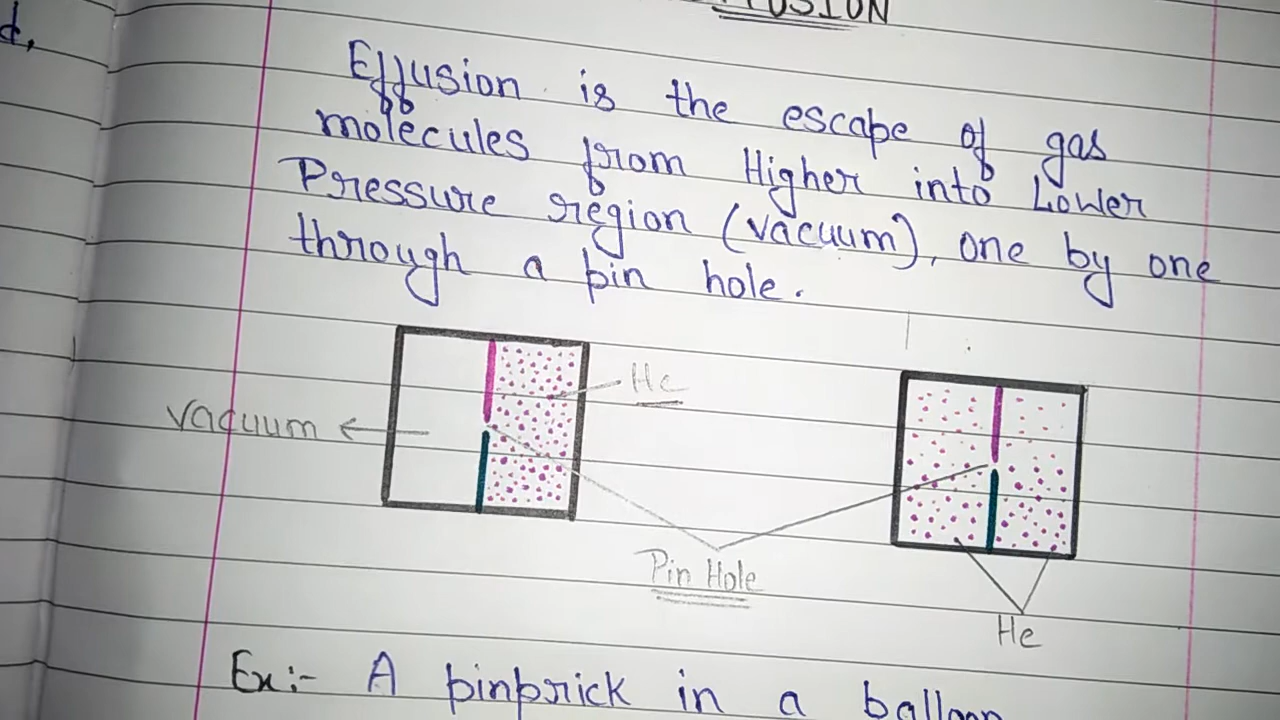 d.
Effusion is the escape of gas
molecules from Higher into Lower
Pressure region (vacuum), one by one
through a pin hole.
He
Vacuum
Pin Hole
He
Ex:- A pinprick in a balloon